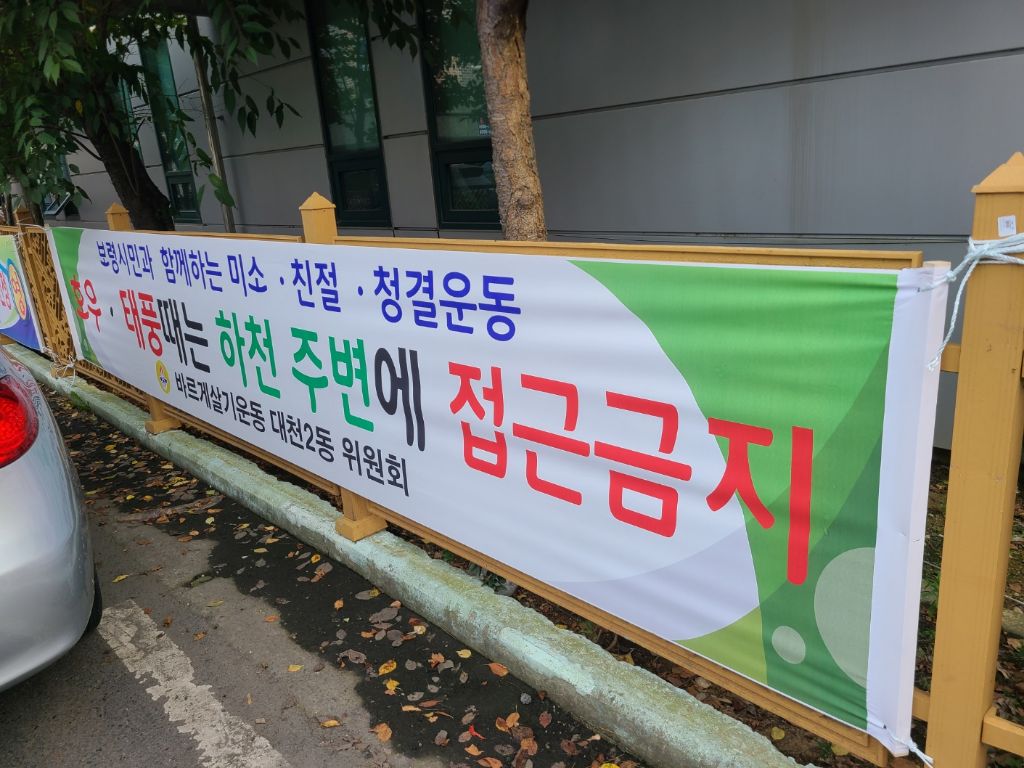 보령시민과 함께하는 미소 · 친절 · 청결운동
호우 · 태풍때는 하천 주변에 접근금지
바르게살기운동 대천2동 위원회